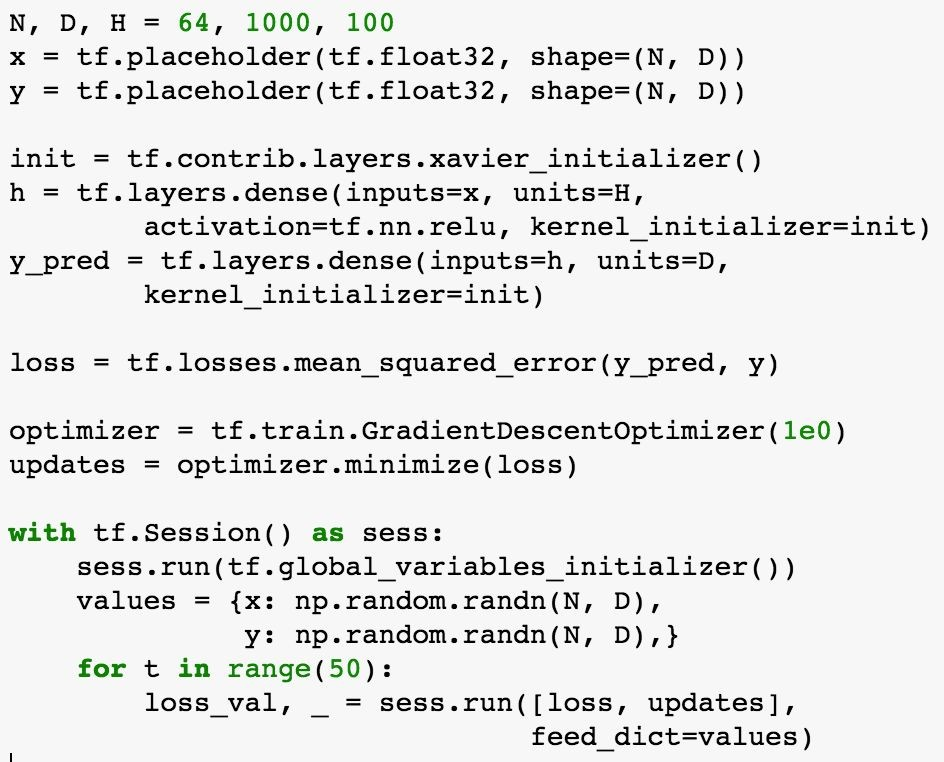 N, D, H = 64, 1000, 100
x = tf.placeholder(tf.float32, shape=(N, D))
y = tf.placeholder(tf.float32, shape=(N, D))

init = tf.contrib.layers.xavier_initializer()
h = tf.layers.dense(inputs=x, units=H,
        activation=tf.nn.relu, kernel_initializer=init)
y_pred = tf.layers.dense(inputs=h, units=D,
        kernel_initializer=init)

loss = tf.losses.mean_squared_error(y_pred, y)

optimizer = tf.train.GradientDescentOptimizer(1e0)
updates = optimizer.minimize(loss)

with tf.Session() as sess:
    sess.run(tf.global_variables_initializer())
    values = {x: np.random.randn(N, D),
              y: np.random.randn(N, D),}
    for t in range(50):
        loss_val, _ = sess.run([loss, updates],
                               feed_dict=values)